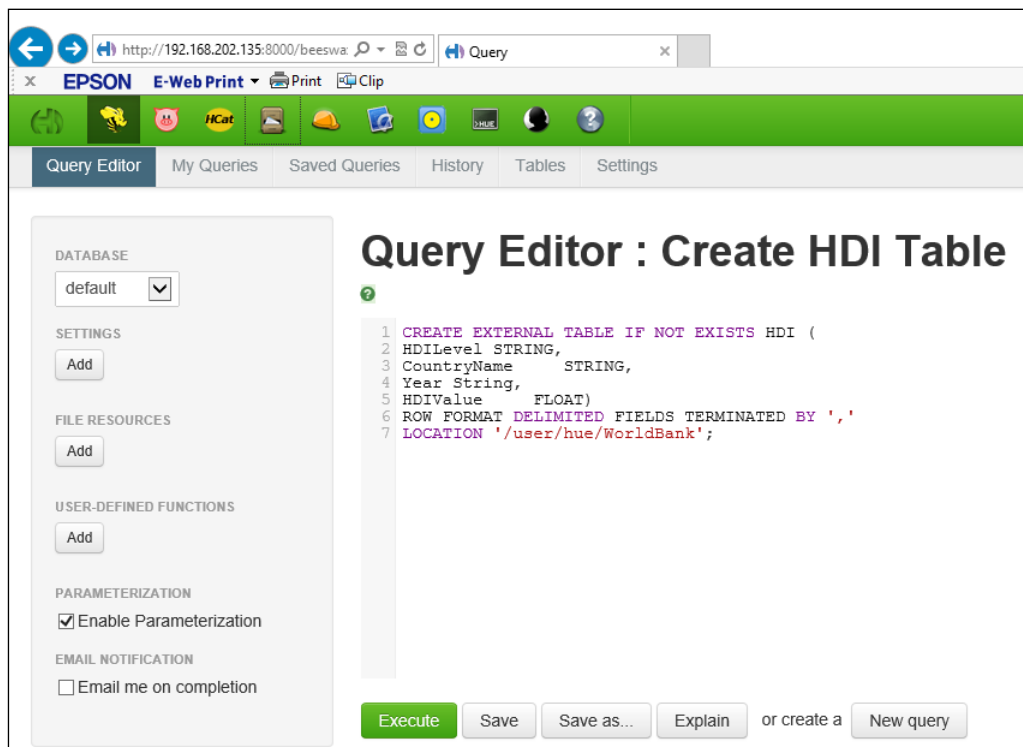 http://192.168.202.135:8000/beeswa
Query
EPSON E-Web Print Print Clip
HCat >HUE
Query Editor My Queries Saved Queries History Tables Settings
DATABASE
default
SETTINGS
Add
FILE RESOURCES
Add
USER-DEFINED FUNCTIONS
Add
PARAMETERIZATION
Enable Parameterization
EMAIL NOTIFICATION
Email me on completion
Query Editor : Create HDI Table
1 CREATE EXTERNAL TABLE IF NOT EXISTS HDI (
2 HDILevel STRING,
3 CountryName STRING,
4 Year String,
5 HDIValue FLOAT)
6 ROW FORMAT DELIMITED FIELDS TERMINATED BY ','
7 LOCATION '/user/hue/WorldBank';
Execute Save Save as... Explain or create a New query